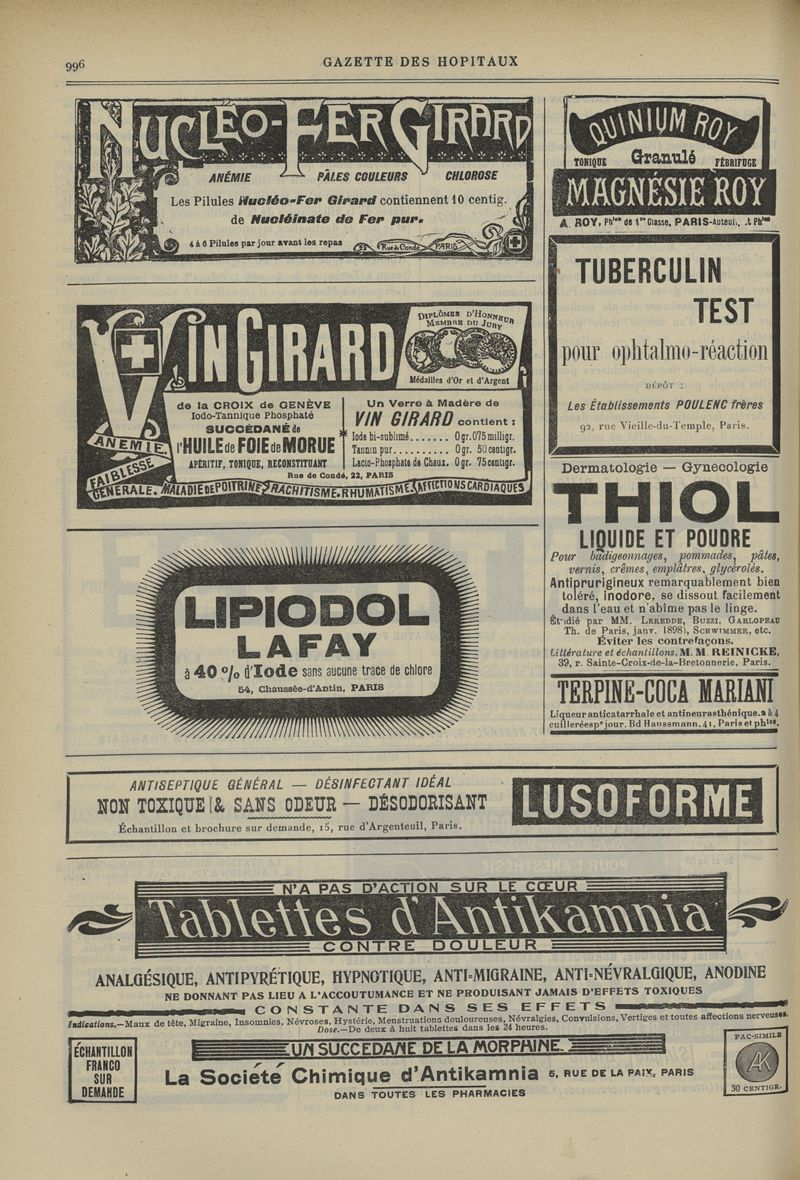 996
GAZETTE DES HOPITAUX
NUCLÉO-FER GIRARD
ANÉMIE PÂLES COULEURS CHLOROSE
Les Pilules Nucléo-Fer Girard contiennent 10 centig.
de Nucléinate de Fer pur.
4 à 6 Pilules par jour avant les repas
22 Rue de Condé PARIS
VIN GIRARD
DIPLÔMES D'HONNEUR
MEMBRE DU JURY
Médailles d'Or et d'Argent
de la CROIX de GENÈVE
Iodo-Tannique Phosphaté
SUCCÉDANÉ de
l'HUILE de FOIE de MORUE
APÉRITIF, TONIQUE, RECONSTITUANT
Un Verre à Madère de
VIN GIRARD contient :
Iode bi-sublimé....... 0 gr. 075 milligr.
Tannin pur.......... 0 gr. 50 centigr.
Lacto-Phosphate de Chaux. 0 gr. 75 centigr.
Rue de Condé, 22, PARIS
ANEMIE.
FAIBLESSE
GÉNÉRALE. MALADIE DE POITRINE, RACHITISME. RHUMATISME. AFFECTIONS CARDIAQUES
LIPIODOL
LAFAY
à 40 % d'Iode sans aucune trace de chlore
54, Chaussée-d'Antin, PARIS
QUINIUM ROY
TONIQUE Granulé FÉBRIFUGE
MAGNÉSIE ROY
A. ROY, Phien de 1re Classe, PARIS-Auteuil, et Phies
TUBERCULIN
TEST
pour ophtalmo-réaction
DÉPÔT :
Les Établissements POULENC frères
92, rue Vieille-du-Temple, Paris.
Dermatologie — Gynecologie
THIOL
LIQUIDE ET POUDRE
Pour badigeonnages, pommades, pâtes,
vernis, crêmes, emplâtres, glycérolés.
Antiprurigineux remarquablement bien
toléré, inodore, se dissout facilement
dans l'eau et n'abîme pas le linge.
Étudié par MM. LEREDDE, BUZZI, GARLOPEAU
Th. de Paris, janv. 1898), SCHWIMMER, etc.
Éviter les contrefaçons.
Littérature et échantillons. M. M. REINICKE,
39, r. Sainte-Croix-de-la-Bretonnerie, Paris.
TERPINE-COCA MARIANI
Liqueur anticatarrhale et antineurasthénique. 2 à 4
cuilleréesp r jour. Bd Haussmann. 41, Paris et phies.
ANTISEPTIQUE GÉNÉRAL — DÉSINFECTANT IDÉAL
NON TOXIQUE & SANS ODEUR — DÉSODORISANT
Échantillon et brochure sur demande, 15, rue d'Argenteuil, Paris.
LUSOFORME
N'A PAS D'ACTION SUR LE CŒUR
Tablettes d'Antikamnia
CONTRE DOULEUR
ANALGÉSIQUE, ANTIPYRÉTIQUE, HYPNOTIQUE, ANTI-MIGRAINE, ANTI-NÉVRALGIQUE, ANODINE
NE DONNANT PAS LIEU A L'ACCOUTUMANCE ET NE PRODUISANT JAMAIS D'EFFETS TOXIQUES
CONSTANTE DANS SES EFFETS
Indications.—Maux de tête, Migraine, Insomnies, Névroses, Hystérie, Menstruations douloureuses, Névralgies, Convulsions, Vertiges et toutes affections nerveuses.
Dose.—De deux à huit tablettes dans les 24 heures.
UN SUCCEDANE DE LA MORPHINE.
ÉCHANTILLON
FRANCO
SUR
DEMANDE
La Société Chimique d'Antikamnia 5, RUE DE LA PAIX, PARIS
DANS TOUTES LES PHARMACIES
FAC-SIMILE
AK
30 CENTIGR.